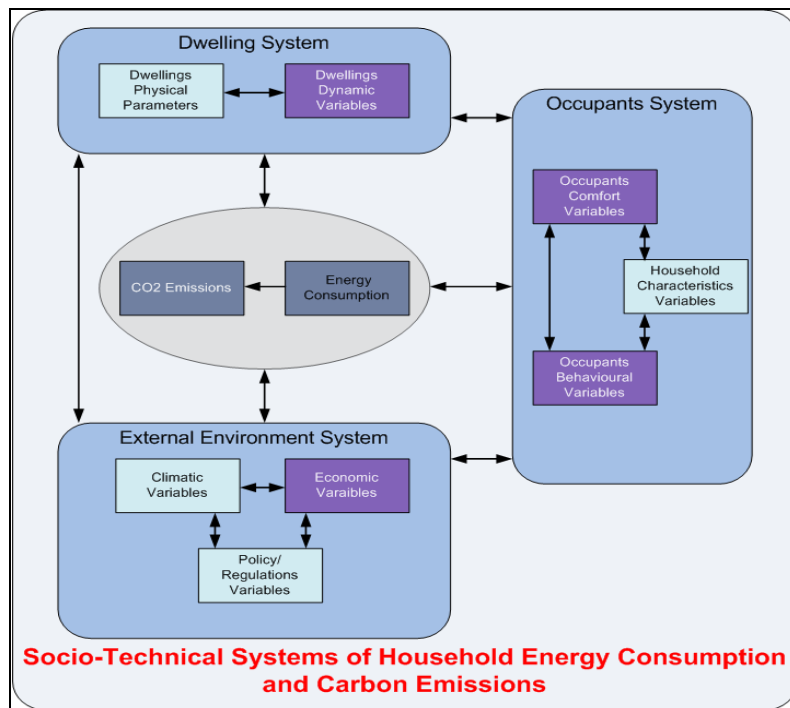 Dwelling System
Dwellings
Physical
Parameters
Dwellings
Dynamic
Variables
Occupants System
Occupants
Comfort
Variables
Household
Characteristics
Variables
Occupants
Behavioural
Variables
CO2 Emissions
Energy
Consumption
External Environment System
Climatic
Variables
Economic
Varaibles
Policy/
Regulations
Variables
Socio-Technical Systems of Household Energy Consumption
and Carbon Emissions